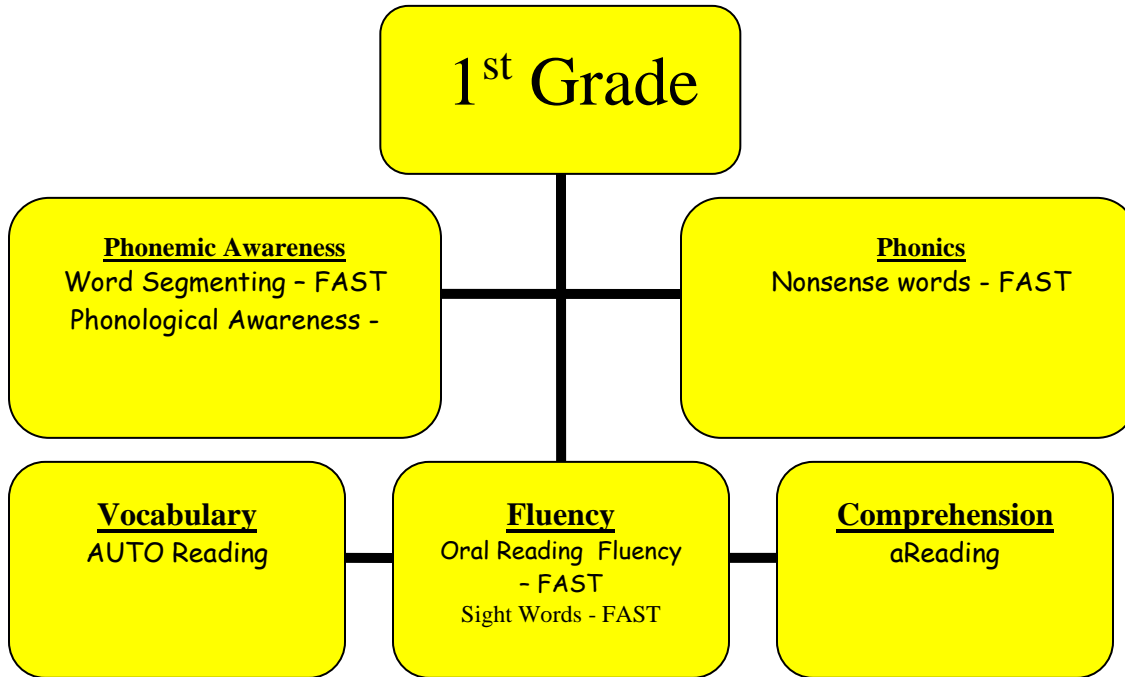 1st Grade
Phonemic Awareness
Word Segmenting – FAST
Phonological Awareness -
Phonics
Nonsense words - FAST
Vocabulary
AUTO Reading
Fluency
Oral Reading Fluency
– FAST
Sight Words - FAST
Comprehension
aReading